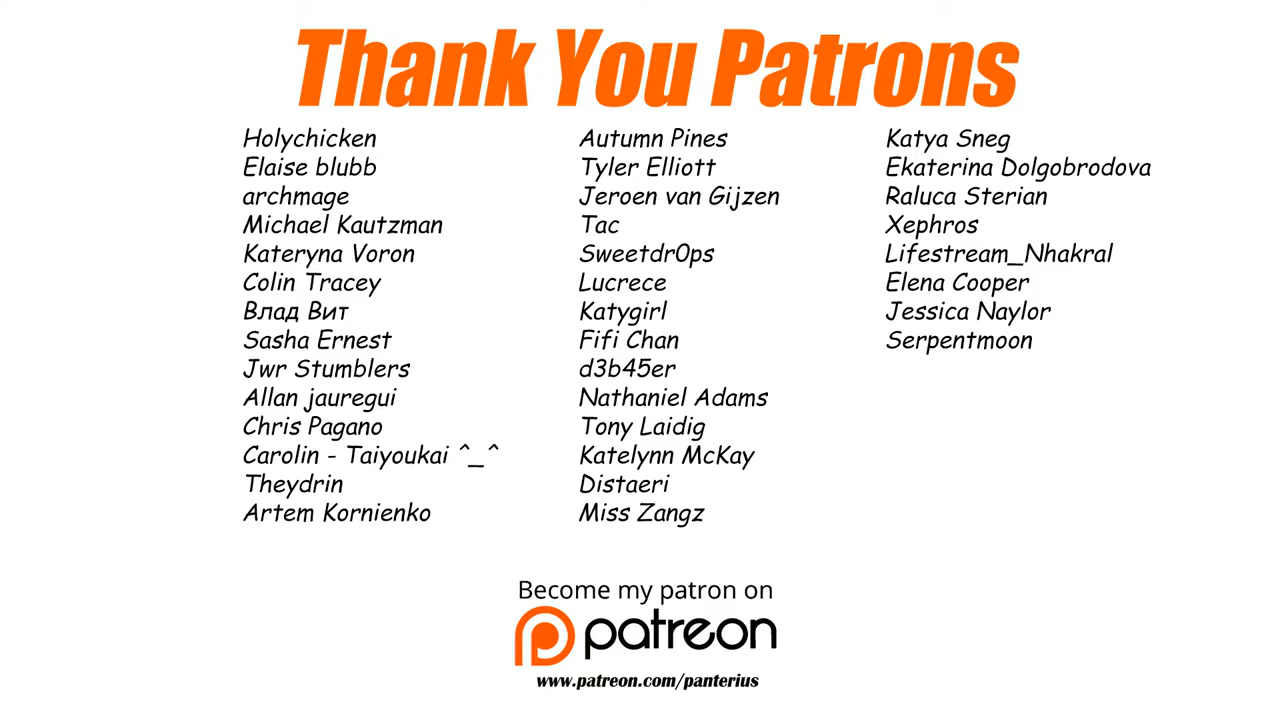 Thank You Patrons
Holychicken
Elaise blubb
archmage
Michael Kautzman
Kateryna Voron
Colin Tracey
Влад Вит
Sasha Ernest
Jwr Stumblers
Allan jauregui
Chris Pagano
Carolin - Taiyoukai ^_^
Theydrin
Artem Kornienko
Autumn Pines
Tyler Elliott
Jeroen van Gijzen
Tac
Sweetdr0ps
Lucrece
Katygirl
Fifi Chan
d3b45er
Nathaniel Adams
Tony Laidig
Katelynn McKay
Distaeri
Miss Zangz
Katya Sneg
Ekaterina Dolgobrodova
Raluca Sterian
Xephros
Lifestream_Nhakral
Elena Cooper
Jessica Naylor
Serpentmoon
Become my patron on
patreon
www.patreon.com/panterius